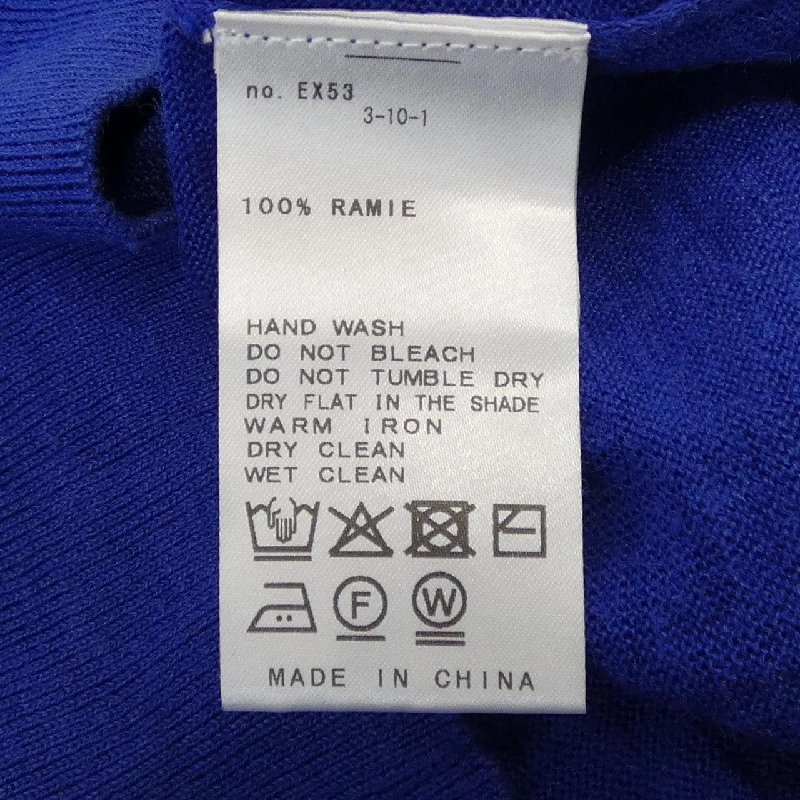 no. EX53
3-10-1
100% RAMIE
HAND WASH
DO NOT BLEACH
DO NOT TUMBLE DRY
DRY FLAT IN THE SHADE
WARM IRON
DRY CLEAN
WET CLEAN
F W
MADE IN CHINA